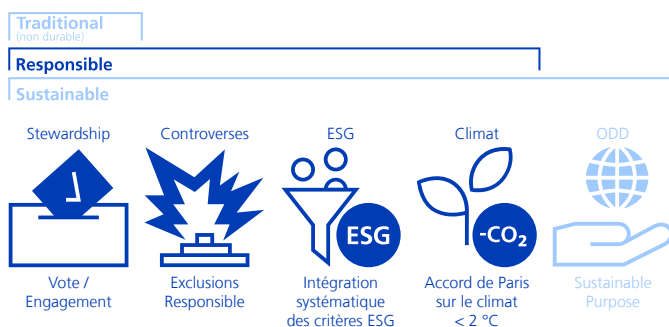 Traditional
(non durable)
Responsible
Sustainable
Stewardship
Controverses
ESG
Climat
ODD
ESG
-CO₂
Vote /
Engagement
Exclusions
Responsible
Intégration
systématique
des critères ESG
Accord de Paris
sur le climat
< 2 °C
Sustainable
Purpose